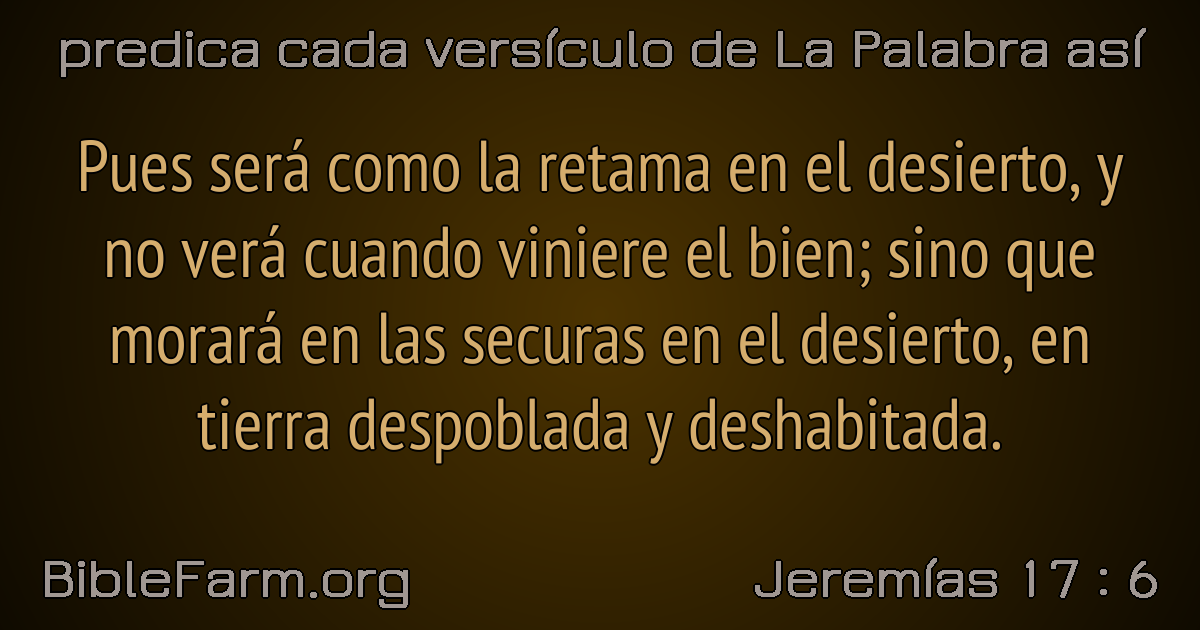 predica cada versículo de La Palabra así
Pues será como la retama en el desierto, y
no verá cuando viniere el bien; sino que
morará en las securas en el desierto, en
tierra despoblada y deshabitada.
BibleFarm.org
Jeremías 17 : 6